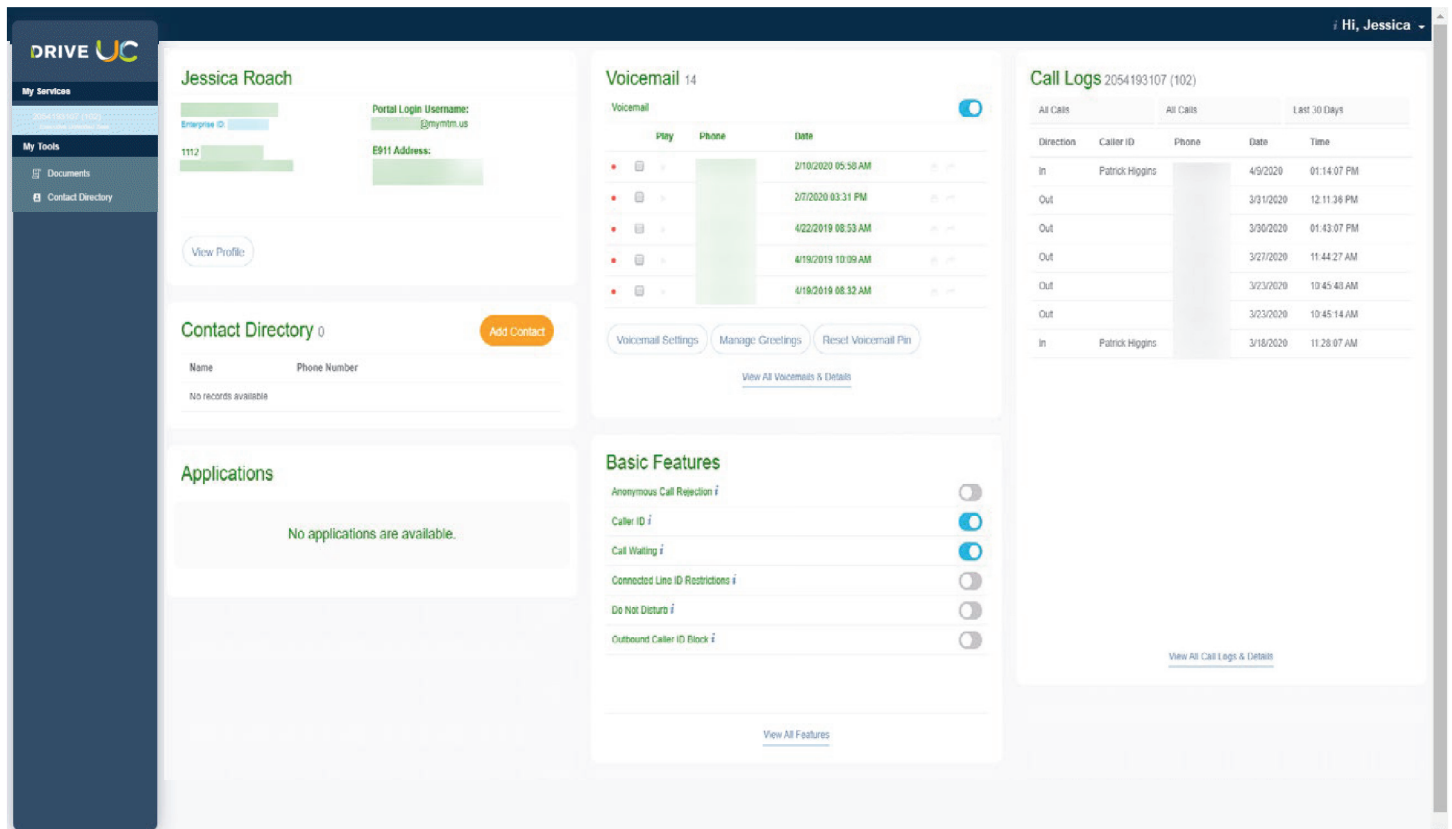 Hi, Jessica
DRIVE UC
My Services
2054193107 (102)
My Tools
Documents
Contact Directory
Jessica Roach
Enterprise ID:
1112
Portal Login Username:
@mymtm.us
E911 Address:
View Profile
Contact Directory 0
Add Contact
Name Phone Number
No records available
Applications
No applications are available.
Voicemail 14
Voicemail
Play Phone Date
2/10/2020 05:58 AM
2/7/2020 03:31 PM
4/22/2019 08:53 AM
4/19/2019 10:09 AM
4/19/2019 08:32 AM
Voicemail Settings Manage Greetings Reset Voicemail Pin
View All Voicemails & Details
Basic Features
Anonymous Call Rejection i
Caller ID i
Call Waiting i
Connected Line ID Restrictions i
Do Not Disturb i
Outbound Caller ID Block i
View All Features
Call Logs 2054193107 (102)
All Calls All Calls Last 30 Days
Direction Caller ID Phone Date Time
In Patrick Higgins 4/9/2020 01:14:07 PM
Out 3/31/2020 12:11:36 PM
Out 3/30/2020 01:43:07 PM
Out 3/27/2020 11:44:27 AM
Out 3/23/2020 10:45:48 AM
Out 3/23/2020 10:45:14 AM
In Patrick Higgins 3/18/2020 11:28:07 AM
View All Call Logs & Details